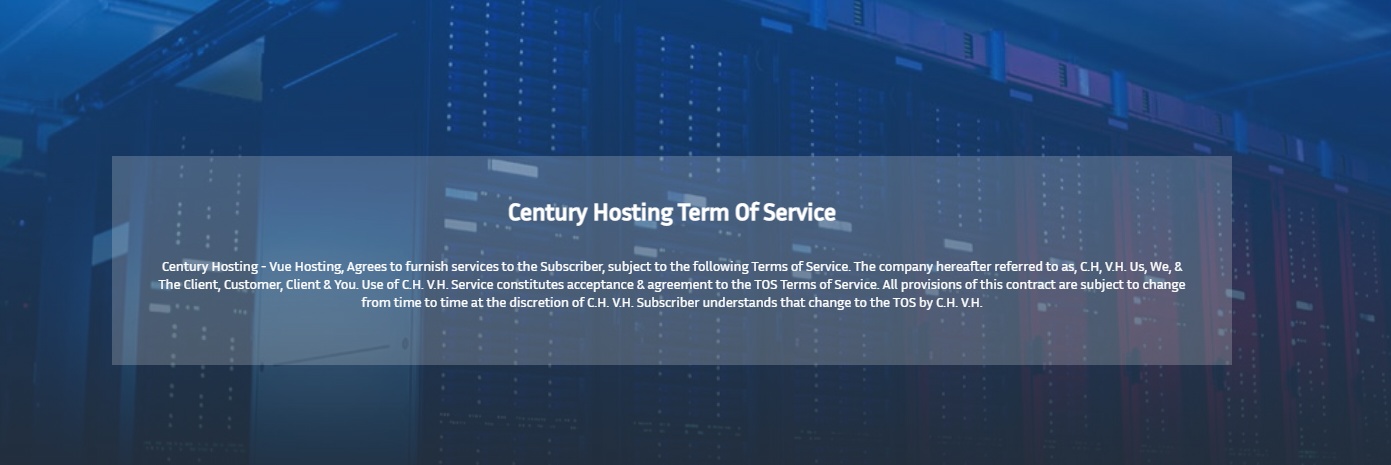 Century Hosting Term Of Service
Century Hosting - Vue Hosting, Agrees to furnish services to the Subscriber, subject to the following Terms of Service. The company hereafter referred to as, C.H, V.H. Us, We, &
The Client, Customer, Client & You. Use of C.H. V.H. Service constitutes acceptance & agreement to the TOS Terms of Service. All provisions of this contract are subject to change
from time to time at the discretion of C.H. V.H. Subscriber understands that change to the TOS by C.H. V.H.